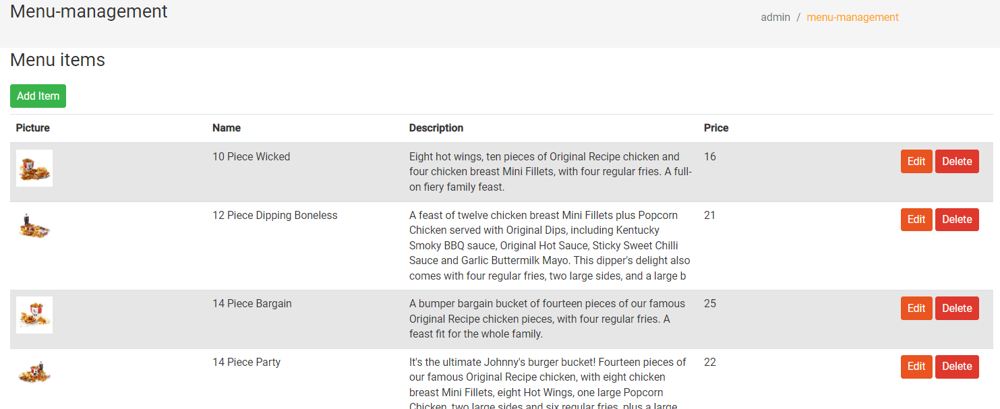 Menu-management
admin / menu-management
Menu items
Add Item
Picture Name Description Price
10 Piece Wicked
Eight hot wings, ten pieces of Original Recipe chicken and
four chicken breast Mini Fillets, with four regular fries. A full-
on fiery family feast.
16
Edit Delete
12 Piece Dipping Boneless
A feast of twelve chicken breast Mini Fillets plus Popcorn
Chicken served with Original Dips, including Kentucky
Smoky BBQ sauce, Original Hot Sauce, Sticky Sweet Chilli
Sauce and Garlic Buttermilk Mayo. This dipper's delight also
comes with four regular fries, two large sides, and a large b
21
Edit Delete
14 Piece Bargain
A bumper bargain bucket of fourteen pieces of our famous
Original Recipe chicken pieces, with four regular fries. A
feast fit for the whole family.
25
Edit Delete
14 Piece Party
It's the ultimate Johnny's burger bucket! Fourteen pieces of
our famous Original Recipe chicken, with eight chicken
breast Mini Fillets, eight Hot Wings, one large Popcorn
Chicken, two large sides and six regular fries, plus a large
22
Edit Delete